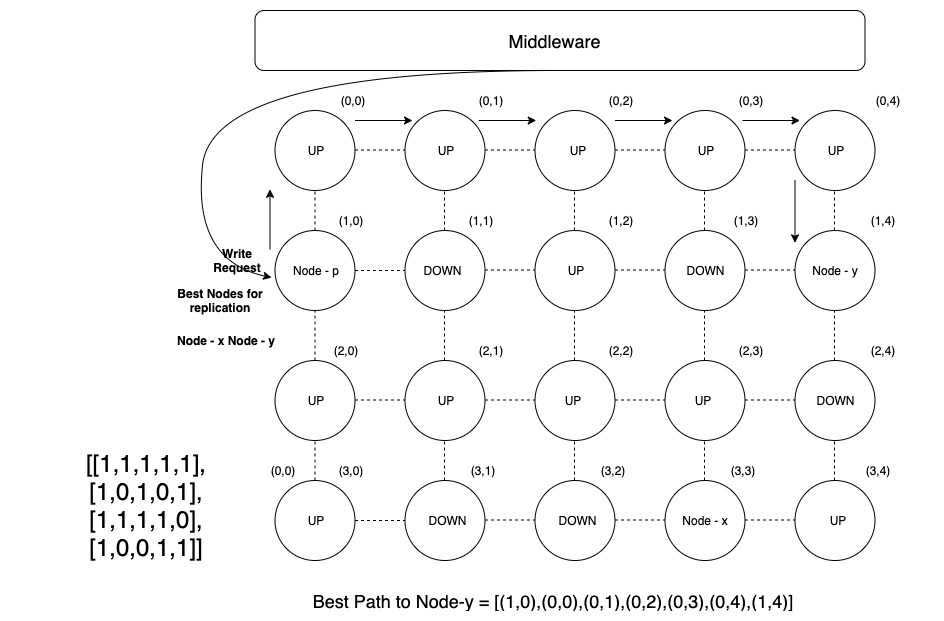 Middleware
(0,0)
(0,1)
(0,2)
(0,3)
(0,4)
UP
UP
UP
UP
UP
(1,0)
(1,1)
(1,2)
(1,3)
(1,4)
Write
Request
Node - p
DOWN
UP
DOWN
Node - y
Best Nodes for
replication
Node - x Node - y
(2,0)
(2,1)
(2,2)
(2,3)
(2,4)
UP
UP
UP
UP
DOWN
(0,0)
(3,0)
(3,1)
(3,2)
(3,3)
(3,4)
UP
DOWN
DOWN
Node - x
UP
[[1,1,1,1,1],
[1,0,1,0,1],
[1,1,1,1,0],
[1,0,0,1,1]]
Best Path to Node-y = [(1,0),(0,0),(0,1),(0,2),(0,3),(0,4),(1,4)]